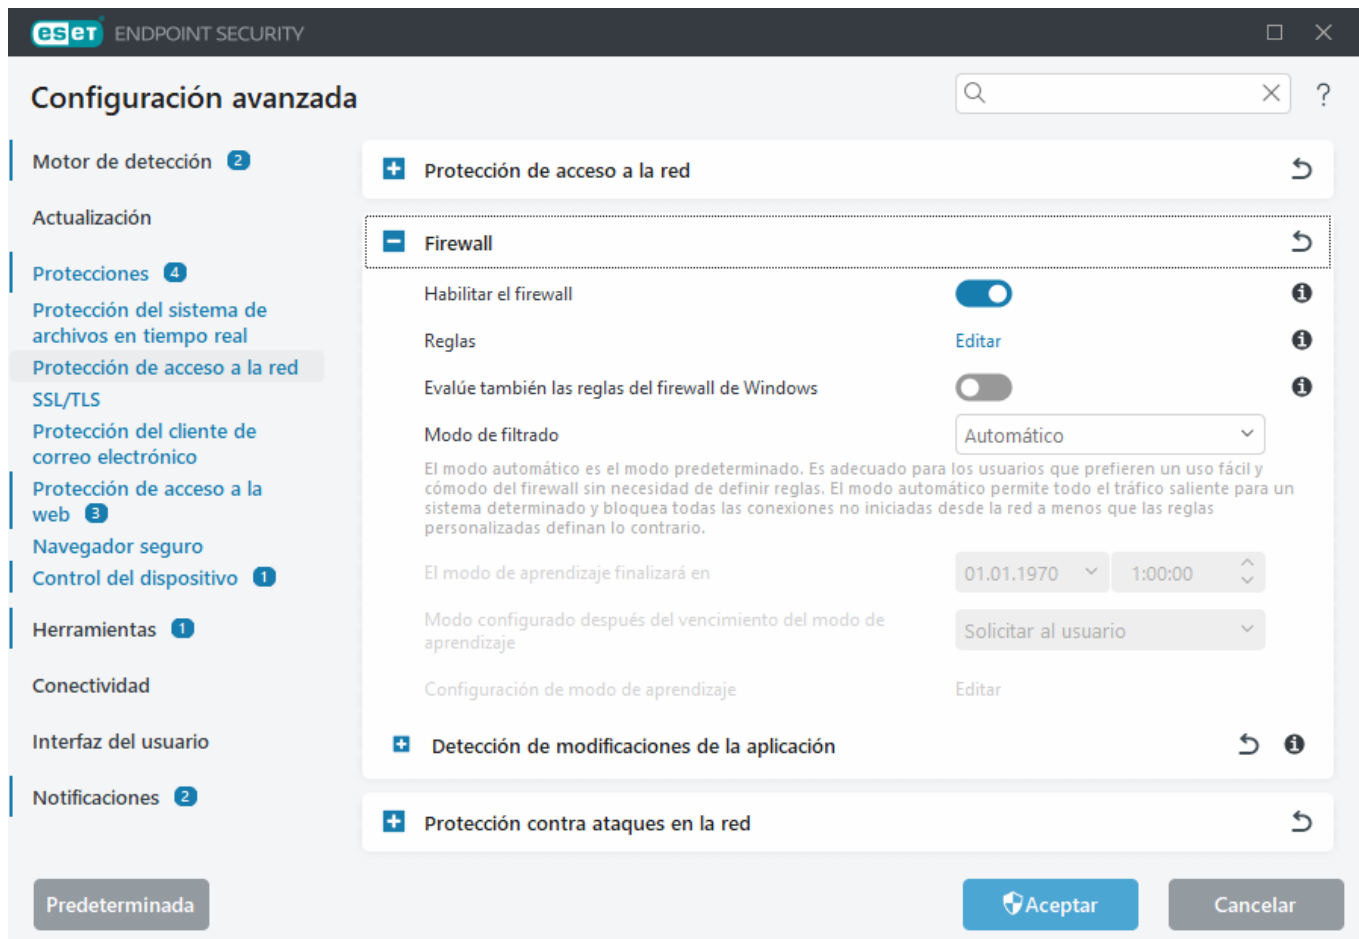 eset ENDPOINT SECURITY
Configuración avanzada
?
Motor de detección 2
Actualización
Protecciones 4
Protección del sistema de
archivos en tiempo real
Protección de acceso a la red
SSL/TLS
Protección del cliente de
correo electrónico
Protección de acceso a la
web 3
Navegador seguro
Control del dispositivo 1
Herramientas 1
Conectividad
Interfaz del usuario
Notificaciones 2
Protección de acceso a la red
Firewall
Habilitar el firewall
Reglas
Editar
Evalúe también las reglas del firewall de Windows
Modo de filtrado
Automático
El modo automático es el modo predeterminado. Es adecuado para los usuarios que prefieren un uso fácil y
cómodo del firewall sin necesidad de definir reglas. El modo automático permite todo el tráfico saliente para un
sistema determinado y bloquea todas las conexiones no iniciadas desde la red a menos que las reglas
personalizadas definan lo contrario.
El modo de aprendizaje finalizará en
01.01.1970
1:00:00
Modo configurado después del vencimiento del modo de
aprendizaje
Solicitar al usuario
Configuración de modo de aprendizaje
Editar
Detección de modificaciones de la aplicación
Protección contra ataques en la red
Predeterminada
Aceptar
Cancelar